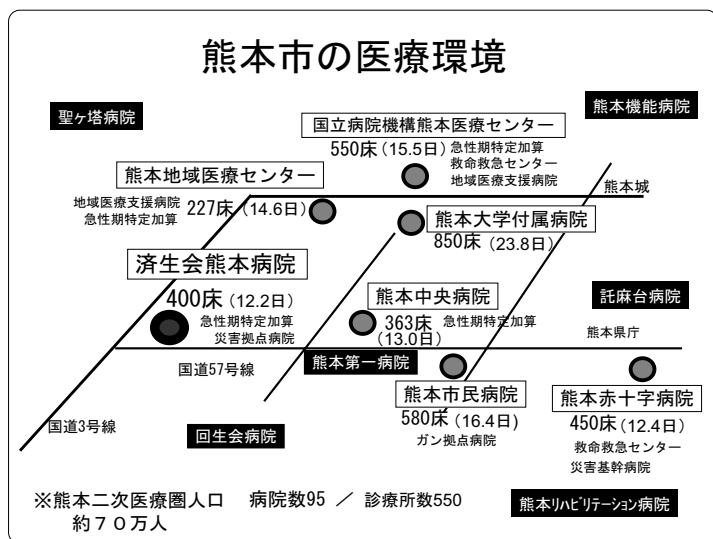 熊本市の医療環境
聖ヶ塔病院
熊本機能病院
国立病院機構熊本医療センター
550床(15.5日)
急性期特定加算
救命救急センター
地域医療支援病院
熊本地域医療センター
熊本城
地域医療支援病院
急性期特定加算
227床(14.6日)
熊本大学付属病院
850床(23.8日)
済生会熊本病院
400床(12.2日)
急性期特定加算
災害拠点病院
熊本中央病院
363床
(13.0日)
急性期特定加算
託麻台病院
熊本県庁
国道57号線
熊本第一病院
熊本市民病院
580床(16.4日)
ガン拠点病院
熊本赤十字病院
450床(12.4日)
救命救急センター
災害基幹病院
国道3号線
回生会病院
※熊本二次医療圏人口 病院数95 / 診療所数550
約70万人
熊本リハビリテーション病院